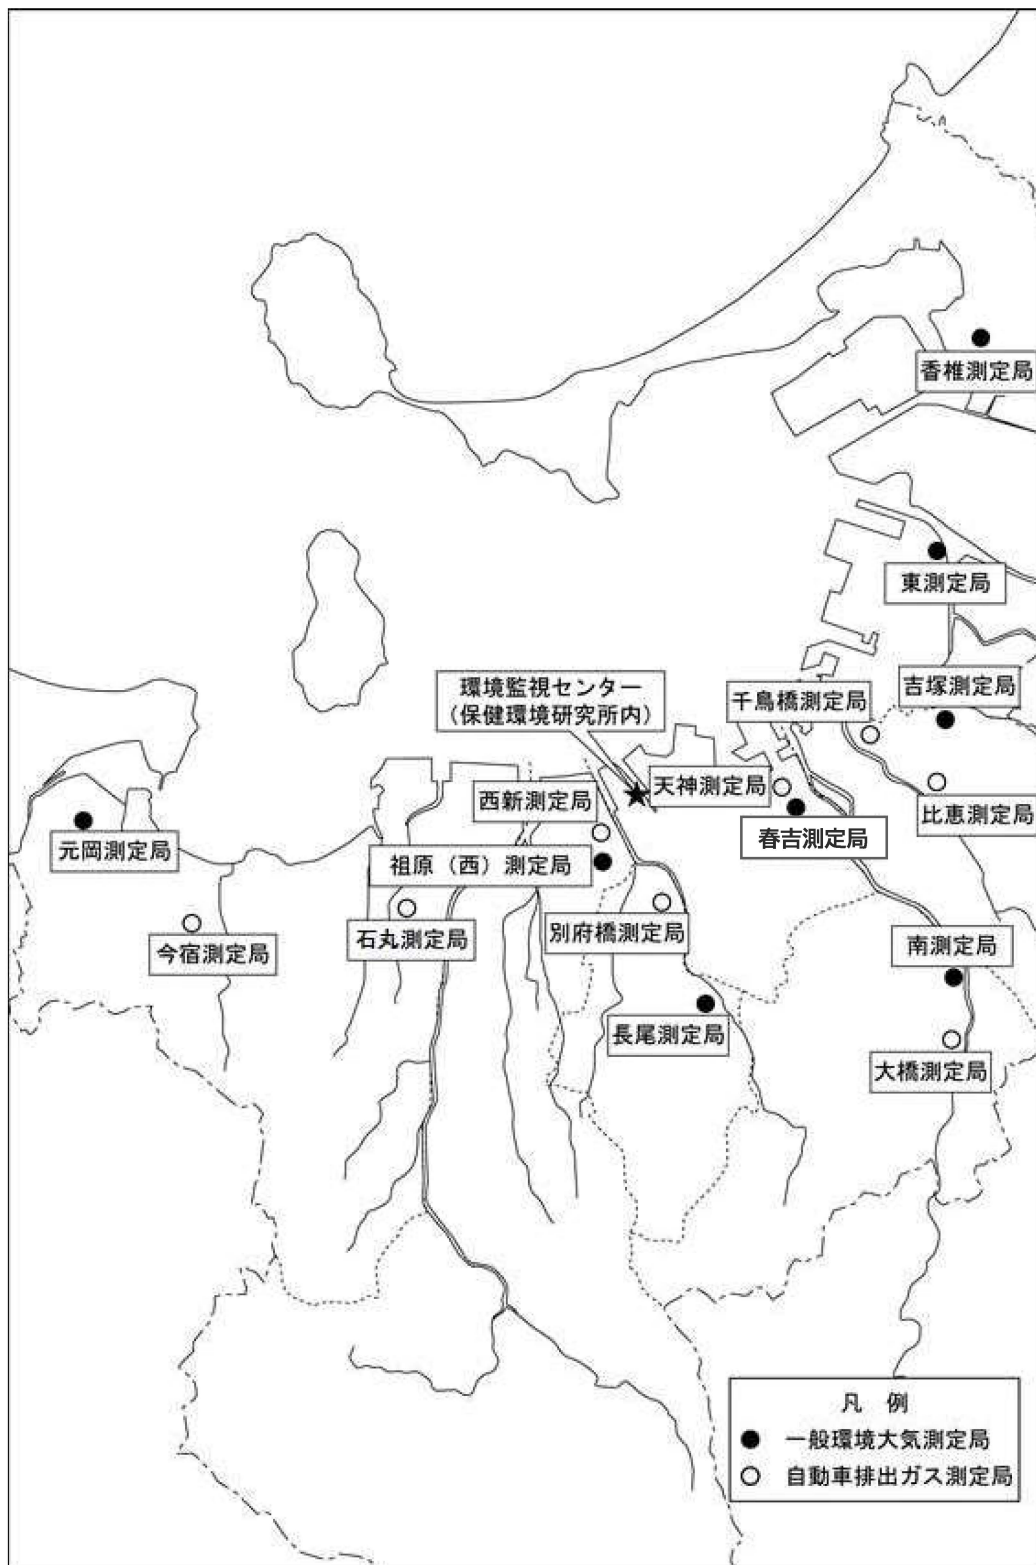 香椎測定局
東測定局
環境監視センター
(保健環境研究所内)
千鳥橋測定局
吉塚測定局
西新測定局
天神測定局
比恵測定局
元岡測定局
祖原(西)測定局
春吉測定局
今宿測定局
石丸測定局
別府橋測定局
南測定局
長尾測定局
大橋測定局
凡 例
● 一般環境大気測定局
○ 自動車排出ガス測定局